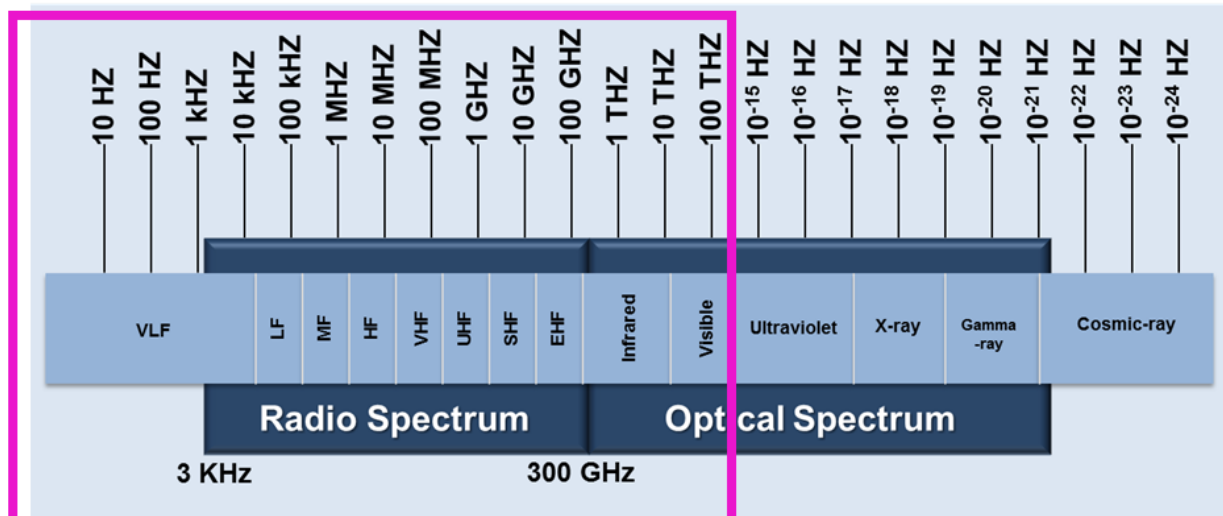 10 HZ
100 HZ
1 kHZ
10 kHZ
100 kHZ
1 MHZ
10 MHZ
100 MHZ
1 GHZ
10 GHZ
100 GHZ
1 THZ
10 THZ
100 THZ
10-15 HZ
10-16 HZ
10-17 HZ
10-18 HZ
10-19 HZ
10-20 HZ
10-21 HZ
10-22 HZ
10-23 HZ
10-24 HZ
VLF
LF
MF
HF
VHF
UHF
SHF
EHF
Infrared
Visible
Ultraviolet
X-ray
Gamma
-ray
Cosmic-ray
Radio Spectrum
Optical Spectrum
3 KHz
300 GHz